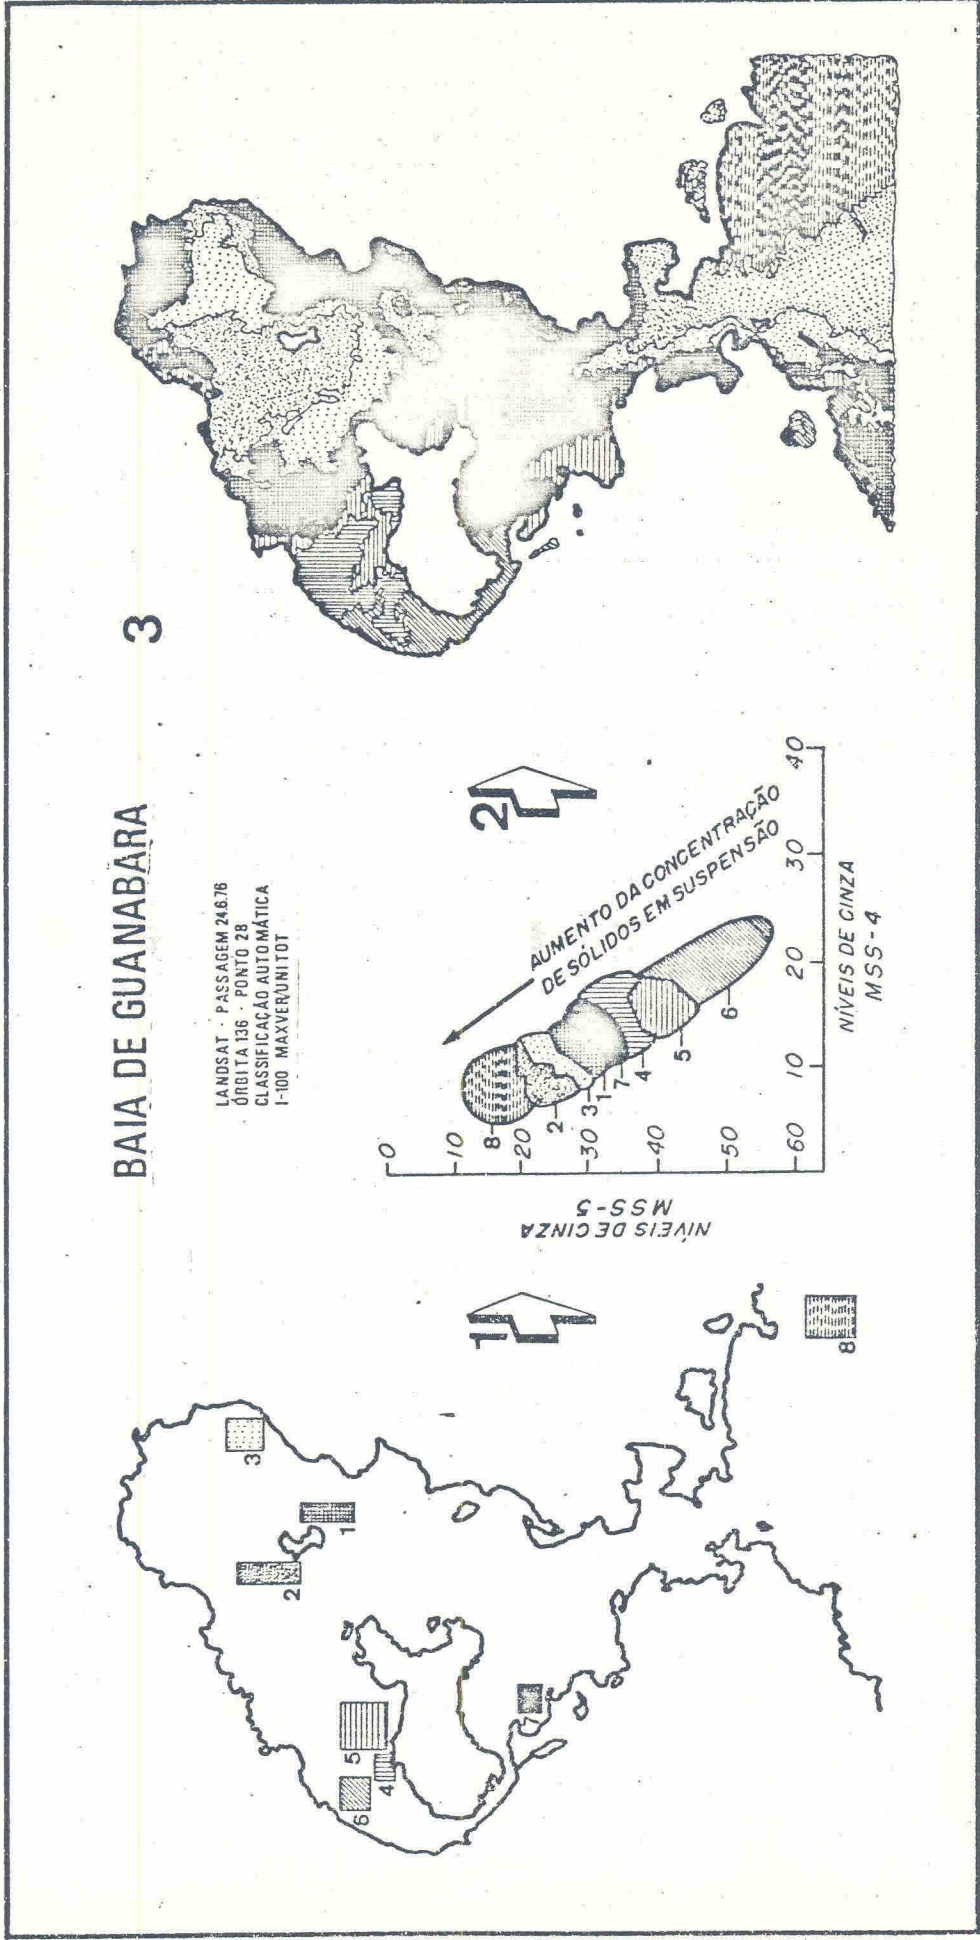 BAIA DE GUANABARA
LANDSAT - PASSAGEM 24.6.76
ÓRBITA 136 - PONTO 28
CLASSIFICAÇÃO AUTOMÁTICA
I-100 MAXVER/UNITOT
1
2
3
1
2
3
4
5
6
7
8
NÍVEIS DE CINZA
MSS-5
0
-10
-20
-30
-40
-50
-60
8
2
3
1
7
4
5
6
AUMENTO DA CONCENTRAÇÃO
DE SÓLIDOS EM SUSPENSÃO
10
20
30
40
NÍVEIS DE CINZA
MSS-4